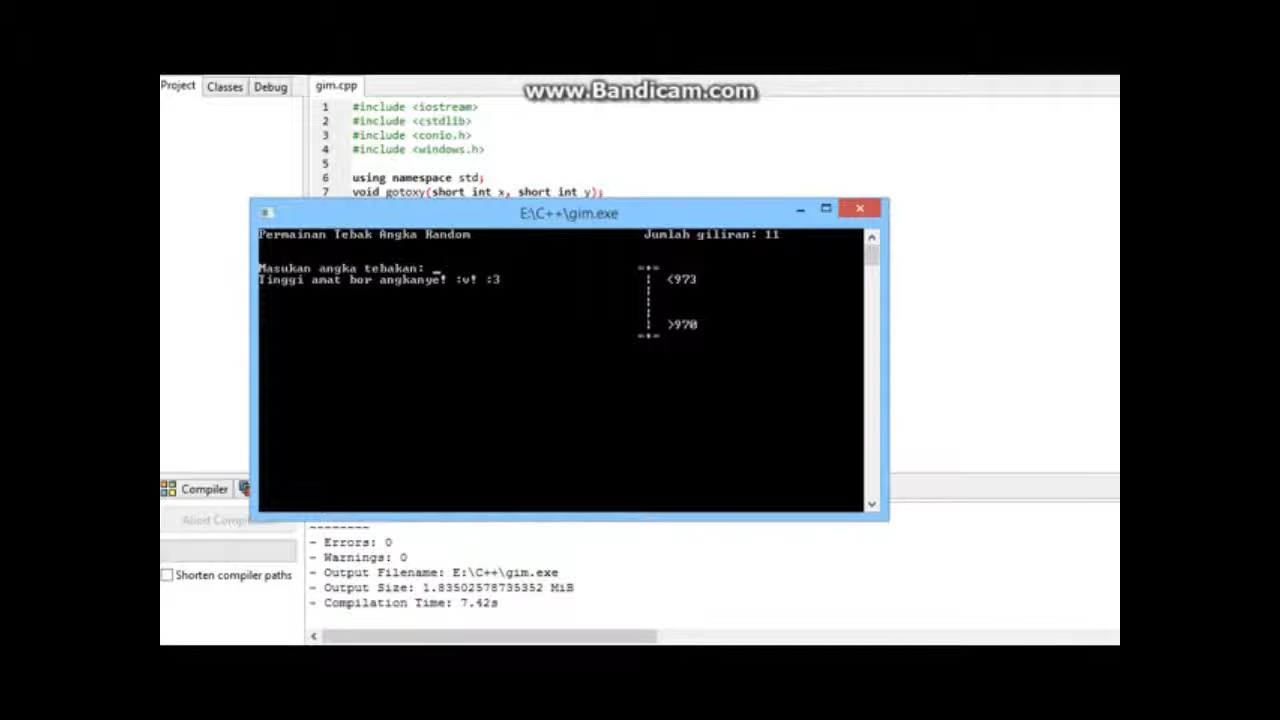 www.Bandicam.com
Project Classes Debug gim.cpp
1 #include <iostream>
2 #include <cstdlib>
3 #include <conio.h>
4 #include <windows.h>
5
6 using namespace std;
7 void gotoxy(short int x, short int y);
E:\C++\gim.exe
Permainan Tebak Angka Random Jumlah giliran: 11
Masukan angka tebakan: _
Tinggi amat bor angkanye! :v! :3
<973
>970
Compiler
Abort
--------
- Errors: 0
- Warnings: 0
- Output Filename: E:\C++\gim.exe
Shorten compiler paths
- Output Size: 1.83502578735352 MiB
- Compilation Time: 7.42s